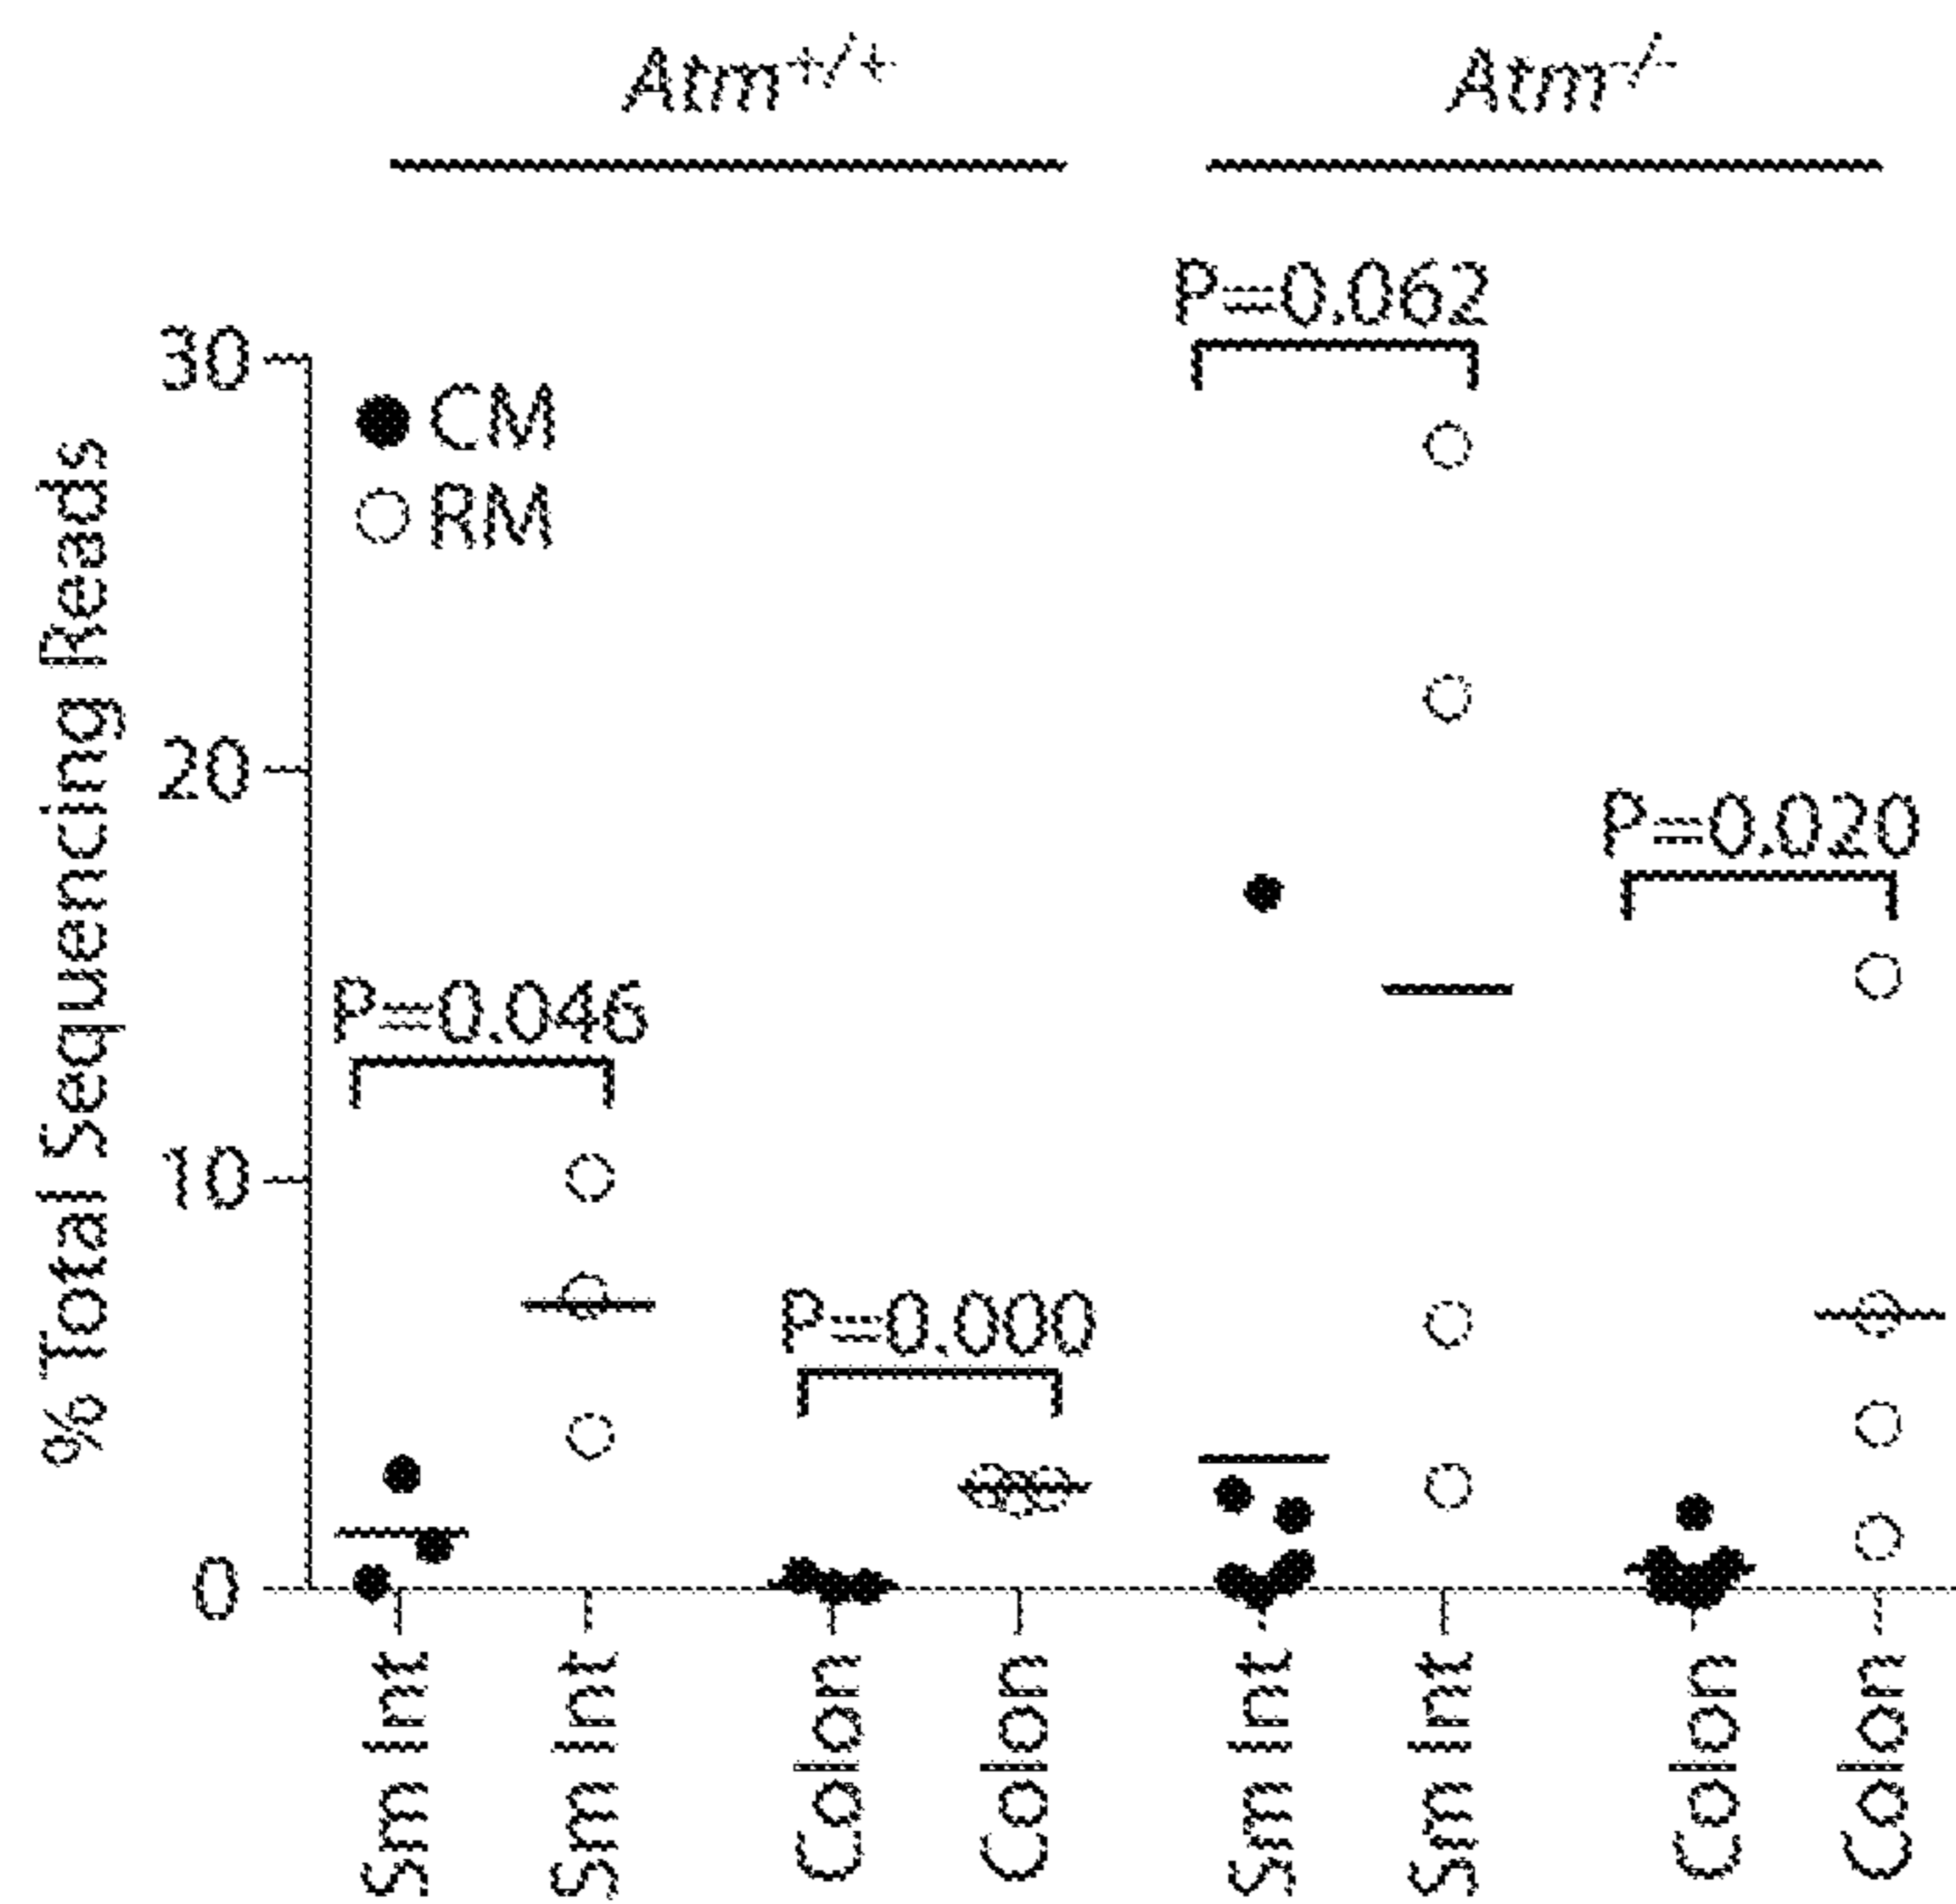 Atm+/+ Atm-/-
P=0.062
30
CM
RM
20
P=0.020
P=0.046
10
P=0.000
0
% Total Sequencing Reads
Sm Int Sm Int Colon Colon Sm Int Sm Int Colon Colon